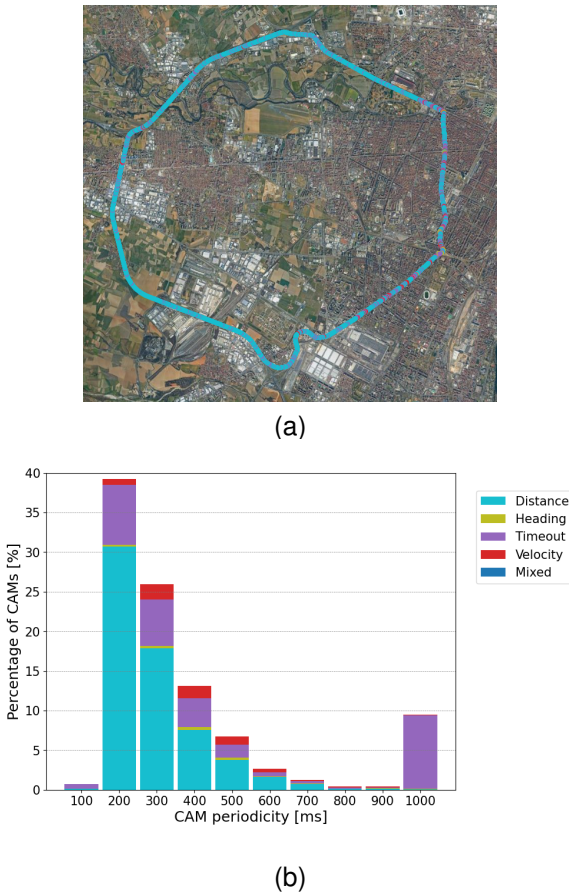 (a)
40
35
30
25
20
15
10
5
0
Percentage of CAMs [%]
100 200 300 400 500 600 700 800 900 1000
CAM periodicity [ms]
Distance
Heading
Timeout
Velocity
Mixed
(b)